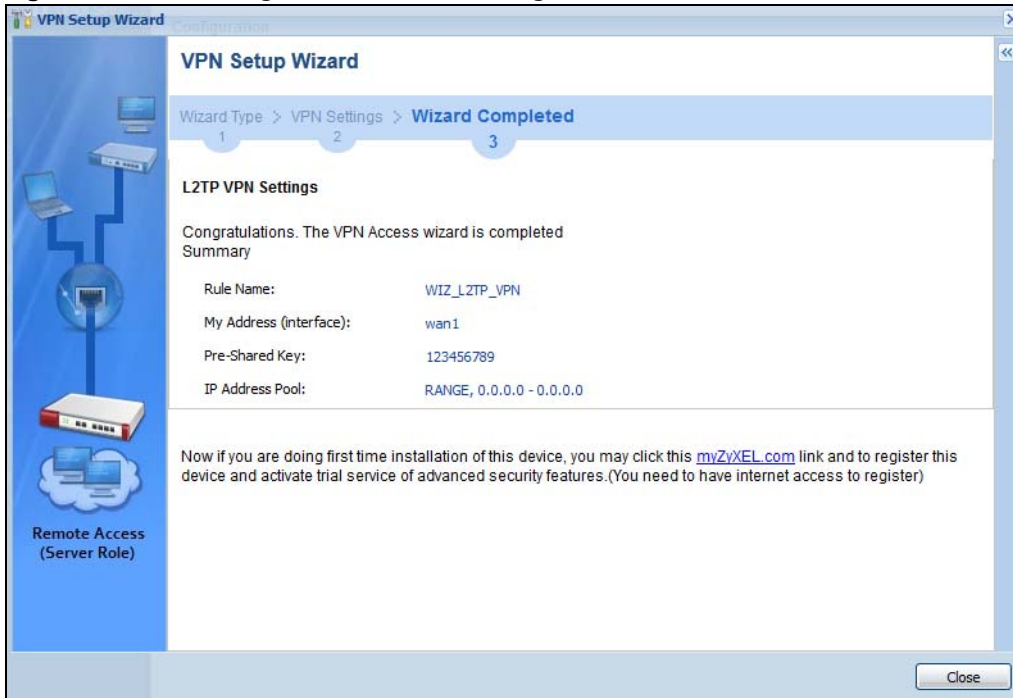 VPN Setup Wizard
Configuration
VPN Setup Wizard
Wizard Type > VPN Settings > Wizard Completed
1 2 3
L2TP VPN Settings
Congratulations. The VPN Access wizard is completed
Summary
Rule Name: WIZ_L2TP_VPN
My Address (interface): wan1
Pre-Shared Key: 123456789
IP Address Pool: RANGE, 0.0.0.0 - 0.0.0.0
Now if you are doing first time installation of this device, you may click this myZyXEL.com link and to register this
device and activate trial service of advanced security features.(You need to have internet access to register)
Remote Access
(Server Role)
Close